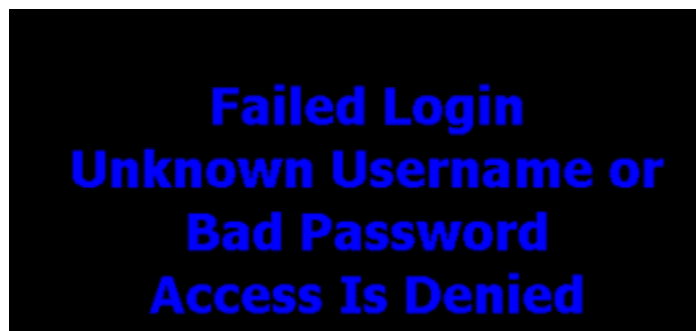 Failed Login
Unknown Username or
Bad Password
Access Is Denied